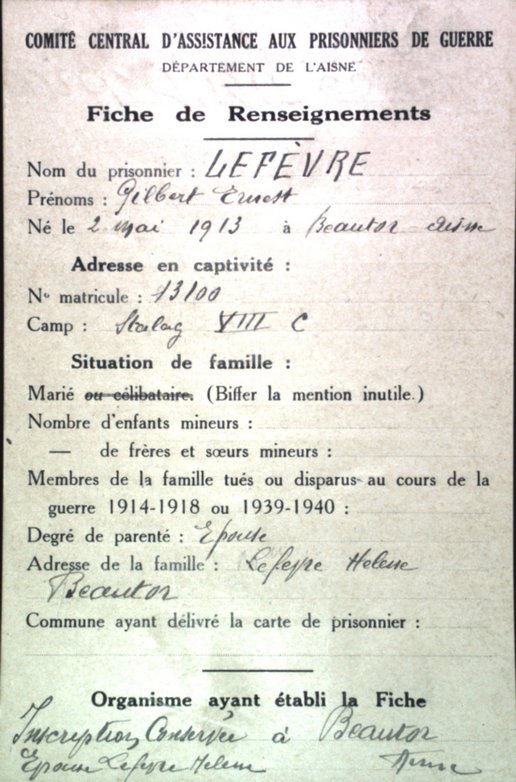 COMITÉ CENTRAL D'ASSISTANCE AUX PRISONNIERS DE GUERRE
DÉPARTEMENT DE L'AISNE
Fiche de Renseignements
Nom du prisonnier : LEFÈVRE
Prénoms : Gilbert Ernest
Né le 2 mai 1913 à Beautor Aisne
Adresse en captivité :
No matricule : 13100
Camp : Stalag VIII C
Situation de famille :
Marié ou célibataire. (Biffer la mention inutile.)
Nombre d'enfants mineurs :
— de frères et sœurs mineurs :
Membres de la famille tués ou disparus au cours de la
guerre 1914-1918 ou 1939-1940 :
Degré de parenté : Epouse
Adresse de la famille : Lefevre Helene
Beautor
Commune ayant délivré la carte de prisonnier :
Organisme ayant établi la Fiche
Inscription Conservée à Beautor
Epouse Lefevre Helene Aisne